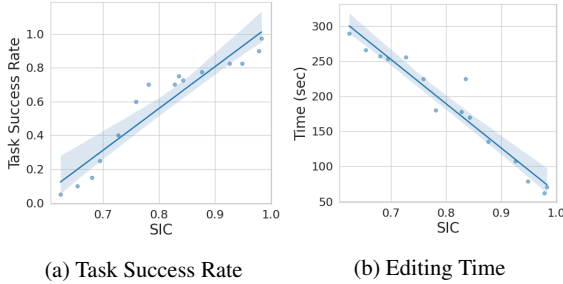 1.0
0.8
0.6
0.4
0.2
0.0
Task Success Rate
0.7 0.8 0.9 1.0
SIC
(a) Task Success Rate
300
250
200
150
100
50
Time (sec)
0.7 0.8 0.9 1.0
SIC
(b) Editing Time